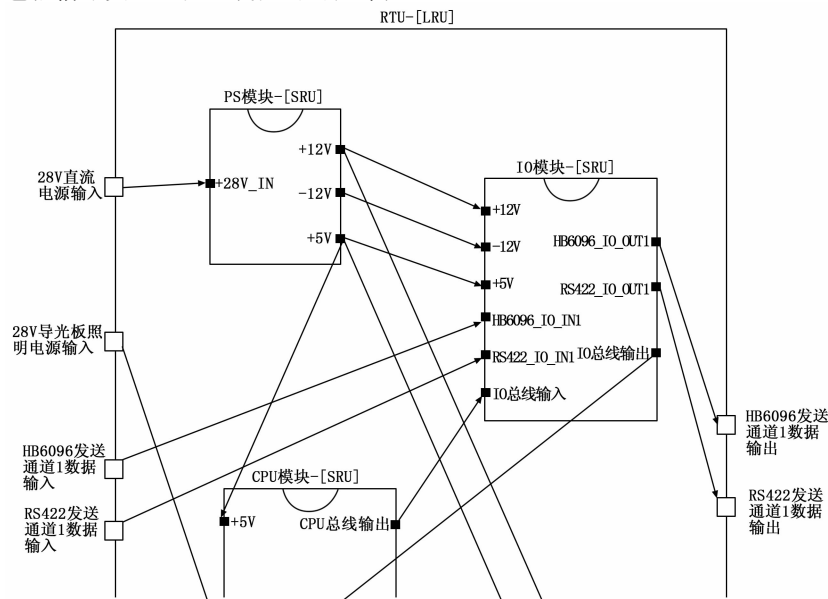 RTU-[LRU]
PS模块-[SRU]
+12V
+28V_IN
-12V
+5V
28V直流
电源输入
IO模块-[SRU]
+12V
HB6096_IO_OUT1
-12V
+5V
RS422_IO_OUT1
HB6096_IO_IN1
RS422_IO_IN1
IO总线输出
IO总线输入
28V导光板照
明电源输入
HB6096发送
通道1数据
输出
HB6096发送
通道1数据
输入
CPU模块-[SRU]
RS422发送
通道1数据
输出
RS422发送
通道1数据
输入
+5V
CPU总线输出